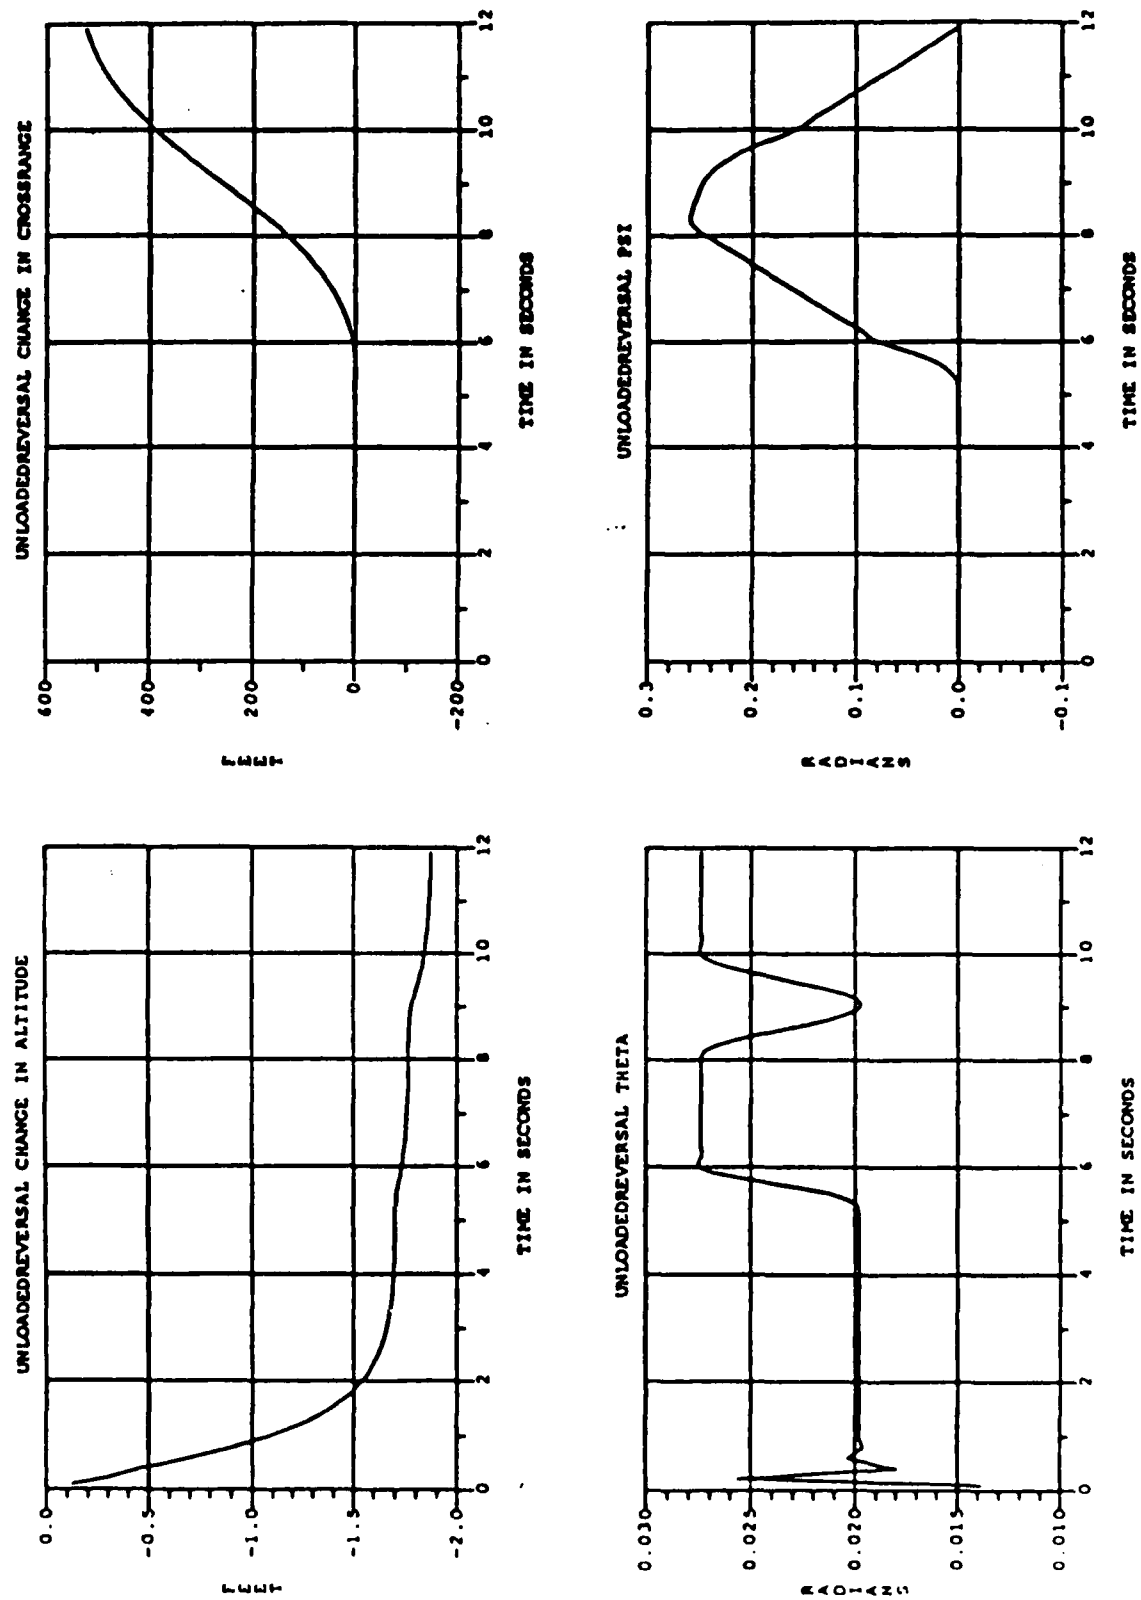 UNLOADEDREVERSAL CHANGE IN ALTITUDE
0.0
-0.5
-1.0
-1.5
-2.0
FEET
0 2 4 6 8 10 12
TIME IN SECONDS
UNLOADEDREVERSAL CHANGE IN CROSSRANGE
600
400
200
0
-200
FEET
0 2 4 6 8 10 12
TIME IN SECONDS
UNLOADEDREVERSAL THETA
0.030
0.025
0.020
0.015
0.010
RADIANS
0 2 4 6 8 10 12
TIME IN SECONDS
UNLOADEDREVERSAL PSI
0.3
0.2
0.1
0.0
-0.1
RADIANS
0 2 4 6 8 10 12
TIME IN SECONDS